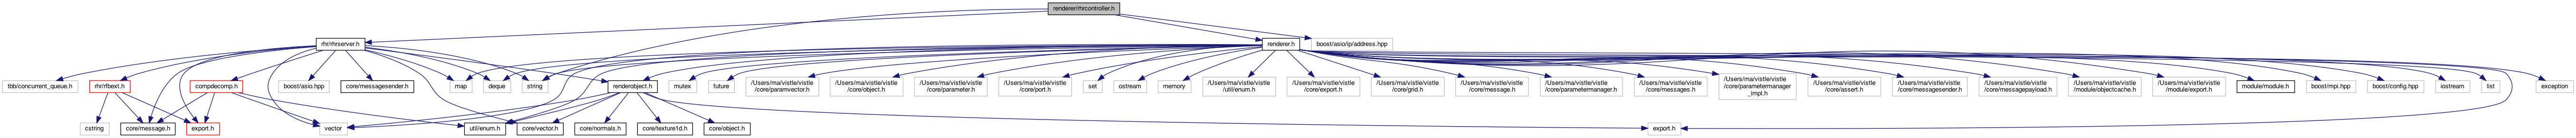 renderer/rhrcontroller.h
rhr/rhrserver.h
renderer.h
boost/asio/ip/address.hpp
tbb/concurrent_queue.h
rhr/rfbext.h
compdecomp.h
boost/asio.hpp
core/messagesender.h
map
deque
string
renderobject.h
mutex
future
/Users/ma/vistle/vistle
/core/paramvector.h
/Users/ma/vistle/vistle
/core/object.h
/Users/ma/vistle/vistle
/core/parameter.h
/Users/ma/vistle/vistle
/core/port.h
set
ostream
memory
/Users/ma/vistle/vistle
/util/enum.h
/Users/ma/vistle/vistle
/core/export.h
/Users/ma/vistle/vistle
/core/grid.h
/Users/ma/vistle/vistle
/core/message.h
/Users/ma/vistle/vistle
/core/parametermanager.h
/Users/ma/vistle/vistle
/core/messages.h
/Users/ma/vistle/vistle
/core/parametermanager
_impl.h
/Users/ma/vistle/vistle
/core/assert.h
/Users/ma/vistle/vistle
/core/messagesender.h
/Users/ma/vistle/vistle
/core/messagepayload.h
/Users/ma/vistle/vistle
/module/objectcache.h
/Users/ma/vistle/vistle
/module/export.h
module/module.h
boost/mpi.hpp
boost/config.hpp
iostream
list
exception
cstring
core/message.h
export.h
vector
util/enum.h
core/vector.h
core/normals.h
core/texture1d.h
core/object.h
export.h